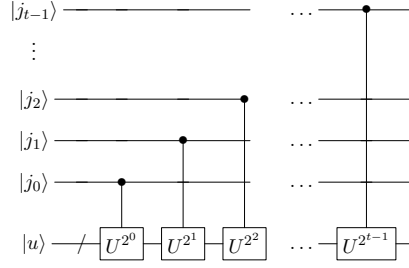 |j_{t−1}⟩ …
⋮
|j_2⟩ …
|j_1⟩ …
|j_0⟩ …
|u⟩ / U^{2^0} U^{2^1} U^{2^2} … U^{2^{t−1}}